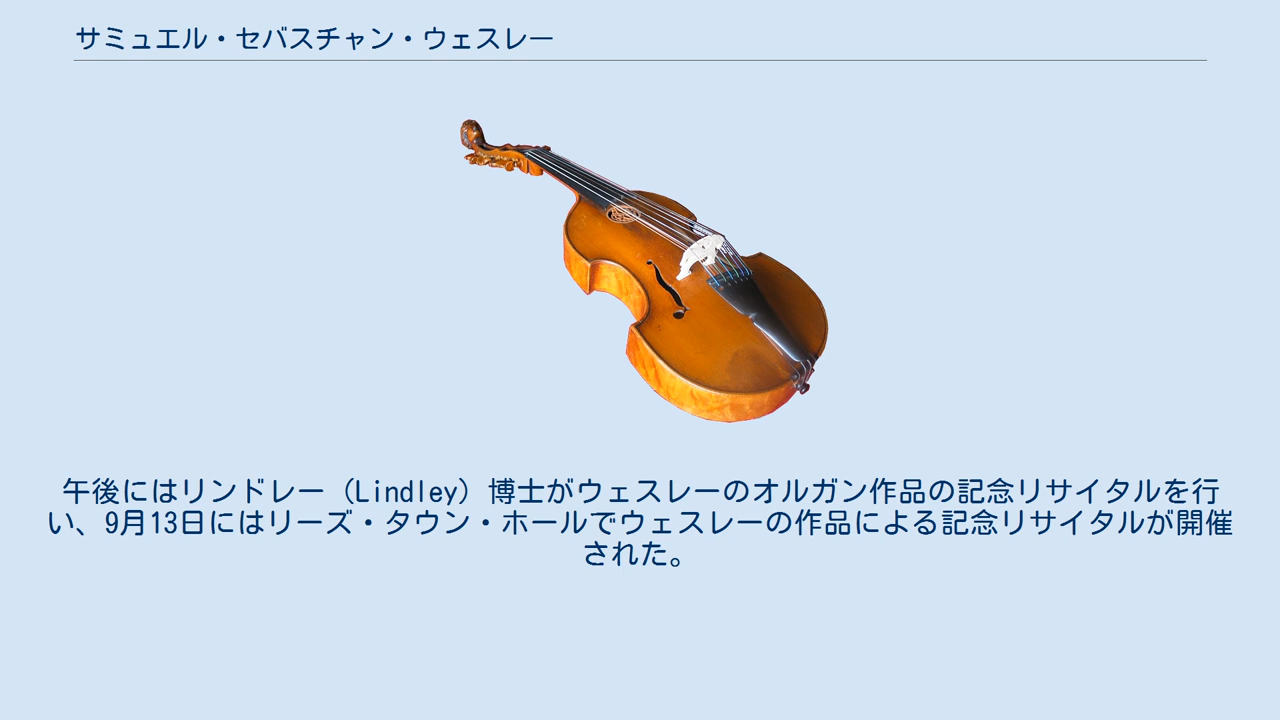 サミュエル・セバスチャン・ウェスレー
午後にはリンドレー（Lindley）博士がウェスレーのオルガン作品の記念リサイタルを行
い、9月13日にはリーズ・タウン・ホールでウェスレーの作品による記念リサイタルが開催
された。